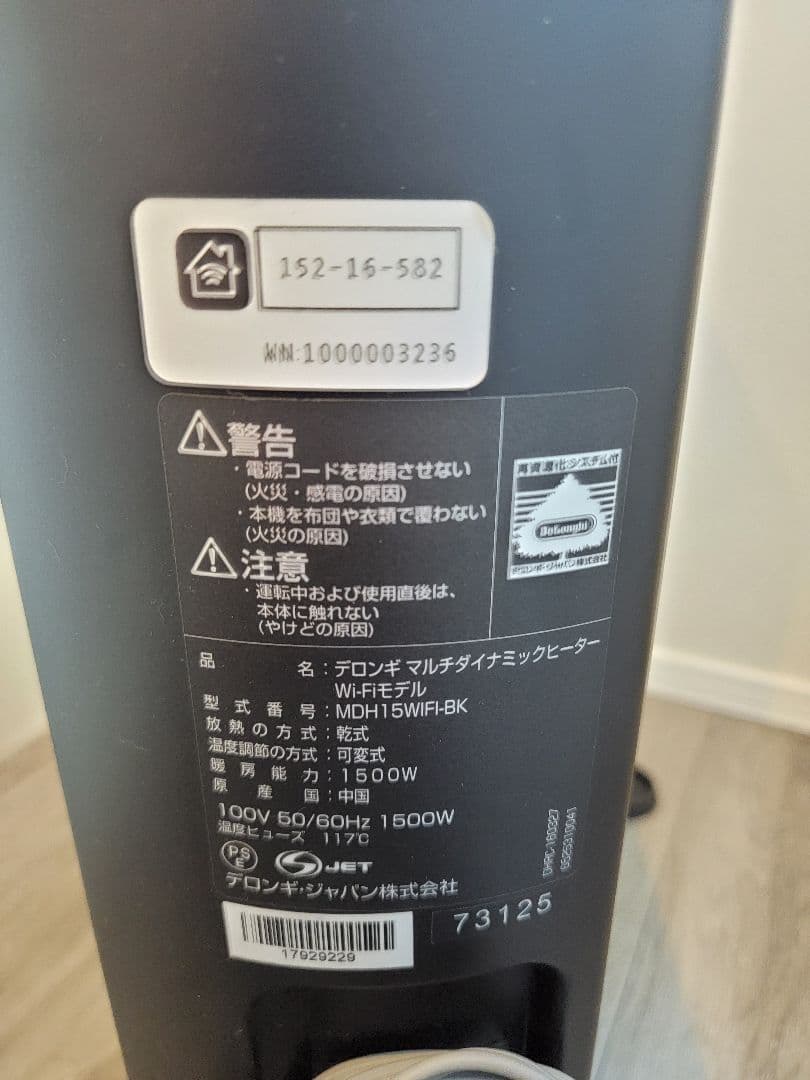 152-16-582
WN:1000003236
警告
・電源コードを破損させない
(火災・感電の原因)
・本機を布団や衣類で覆わない
(火災の原因)
注意
・運転中および使用直後は、
本体に触れない
(やけどの原因)
再資源化システム付
DeLonghi
デロンギ・ジャパン株式会社
品名:デロンギ マルチダイナミックヒーター
Wi-Fiモデル
型式番号:MDH15WIFI-BK
放熱の方式:乾式
温度調節の方式:可変式
暖房能力:1500W
原産国:中国
100V 50/60Hz 1500W
温度ヒューズ 117℃
PSE
JET
デロンギ・ジャパン株式会社
DHRC-160327
5525310041
17929229
73125